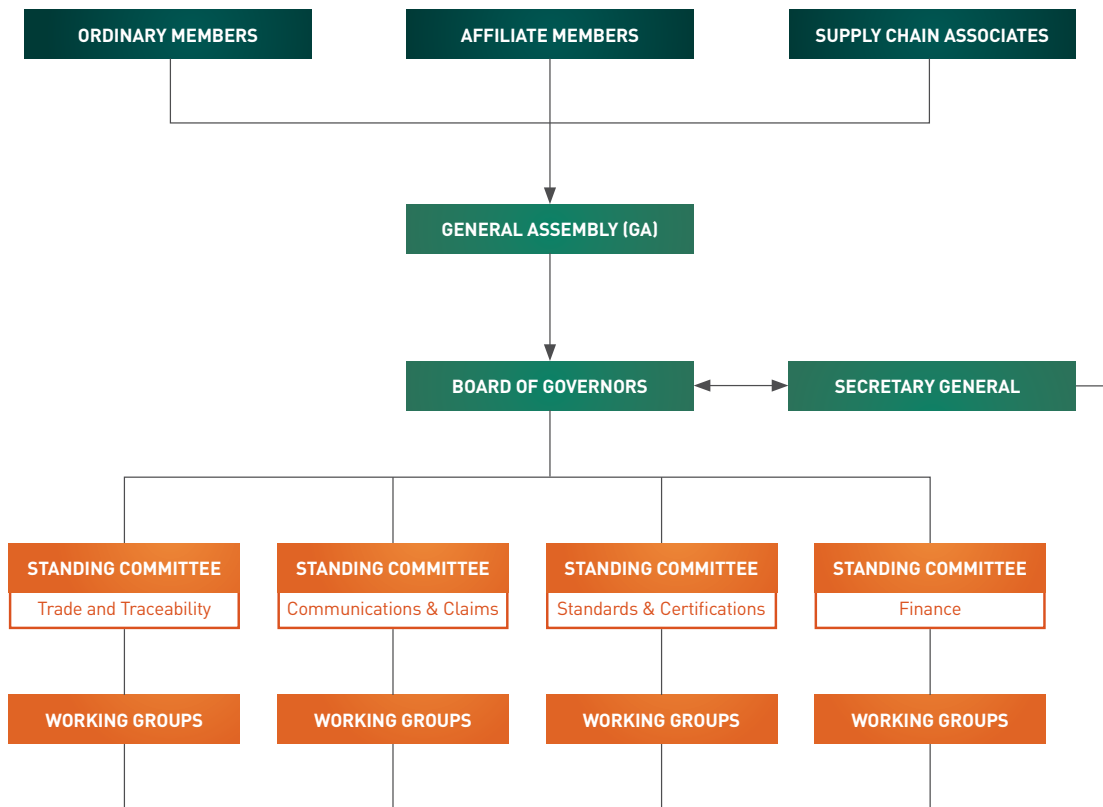 ORDINARY MEMBERS
AFFILIATE MEMBERS
SUPPLY CHAIN ASSOCIATES
GENERAL ASSEMBLY (GA)
BOARD OF GOVERNORS
SECRETARY GENERAL
STANDING COMMITTEE
Trade and Traceability
STANDING COMMITTEE
Communications & Claims
STANDING COMMITTEE
Standards & Certifications
STANDING COMMITTEE
Finance
WORKING GROUPS
WORKING GROUPS
WORKING GROUPS
WORKING GROUPS